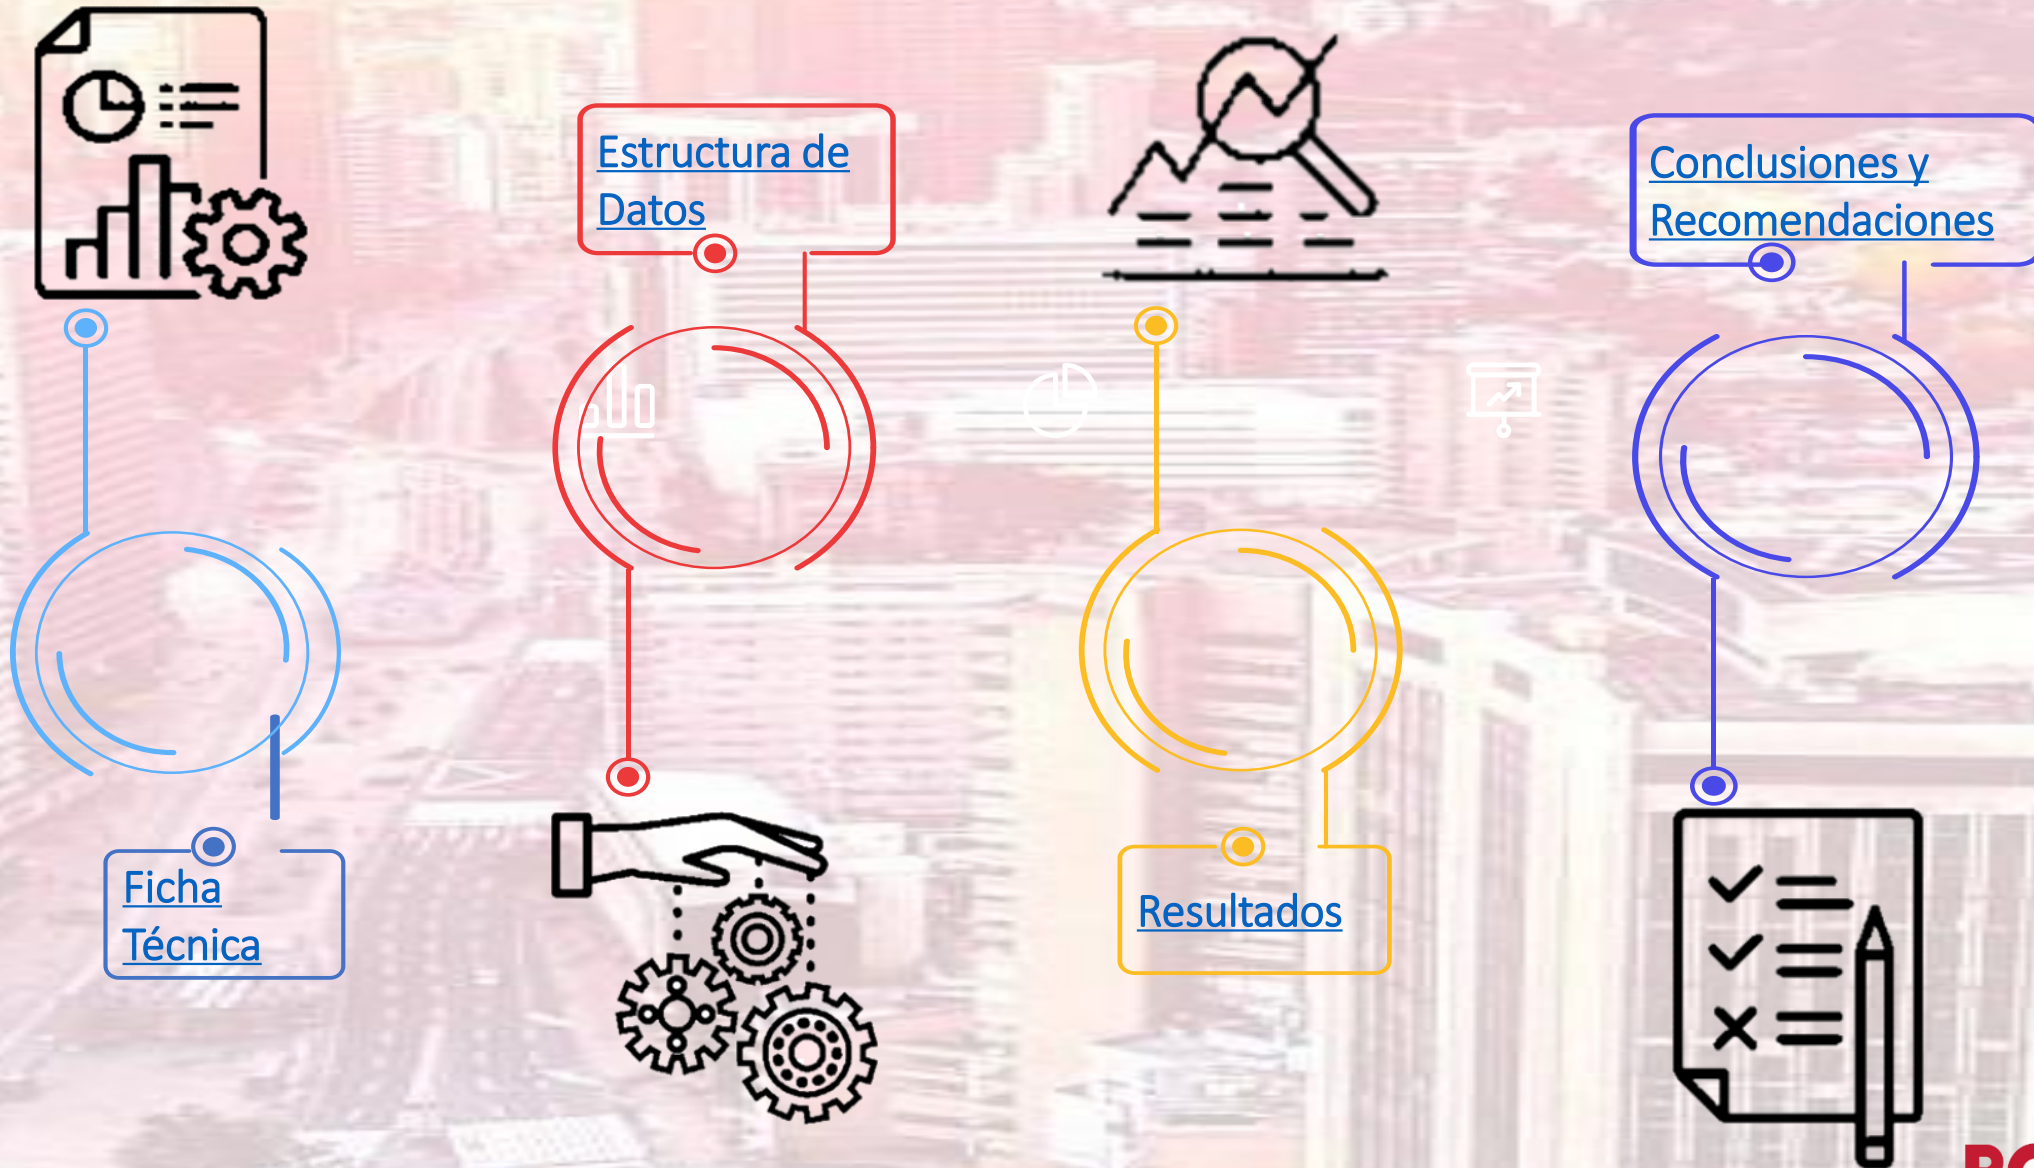 Estructura de
Datos
Conclusiones y
Recomendaciones
Ficha
Técnica
Resultados